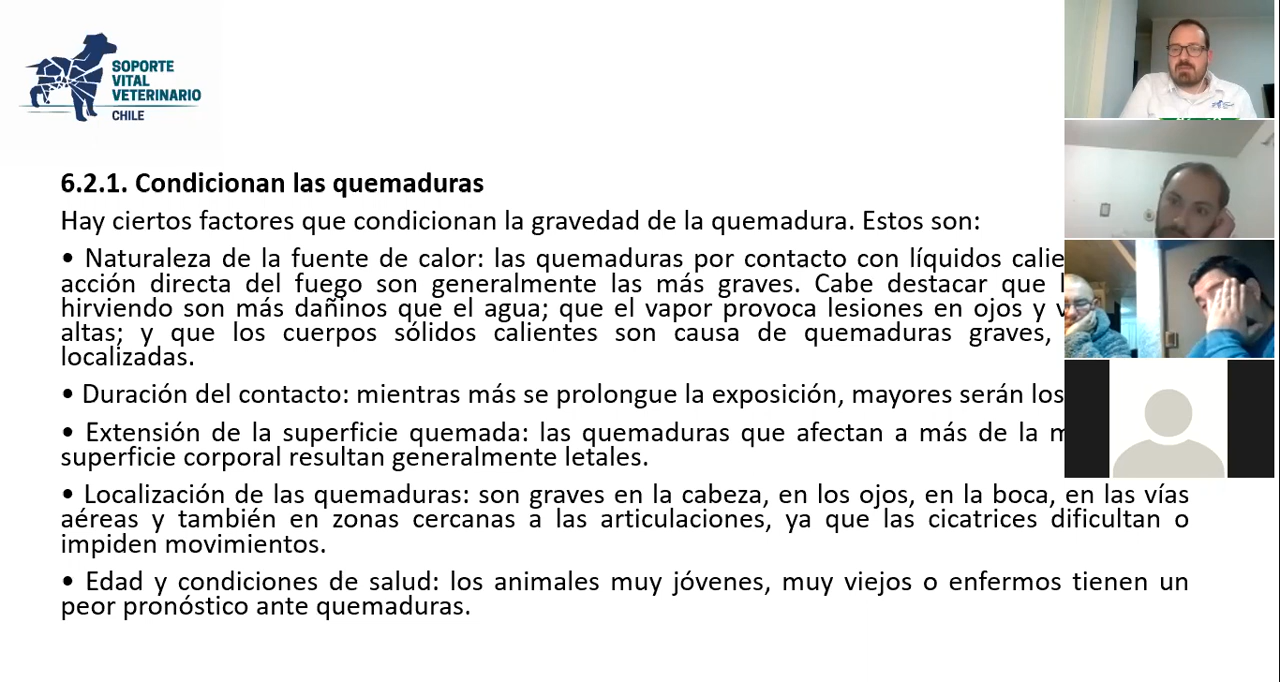 SOPORTE
VITAL
VETERINARIO
CHILE
6.2.1. Condicionan las quemaduras
Hay ciertos factores que condicionan la gravedad de la quemadura. Estos son:
• Naturaleza de la fuente de calor: las quemaduras por contacto con líquidos
acción directa del fuego son generalmente las más graves. Cabe destacar que
hirviendo son más dañinos que el agua; que el vapor provoca lesiones en ojos y
altas; y que los cuerpos sólidos calientes son causa de quemaduras graves,
localizadas.
• Duración del contacto: mientras más se prolongue la exposición, mayores serán los
• Extensión de la superficie quemada: las quemaduras que afectan a más de la
superficie corporal resultan generalmente letales.
• Localización de las quemaduras: son graves en la cabeza, en los ojos, en la boca, en las vías
aéreas y también en zonas cercanas a las articulaciones, ya que las cicatrices dificultan o
impiden movimientos.
• Edad y condiciones de salud: los animales muy jóvenes, muy viejos o enfermos tienen un
peor pronóstico ante quemaduras.